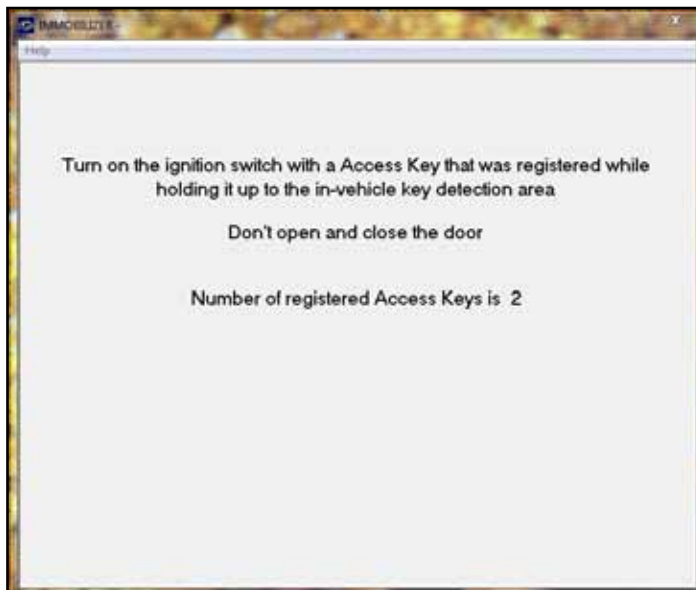 IMMOBILIZER -
Help
Turn on the ignition switch with a Access Key that was registered while
holding it up to the in-vehicle key detection area
Don't open and close the door
Number of registered Access Keys is 2